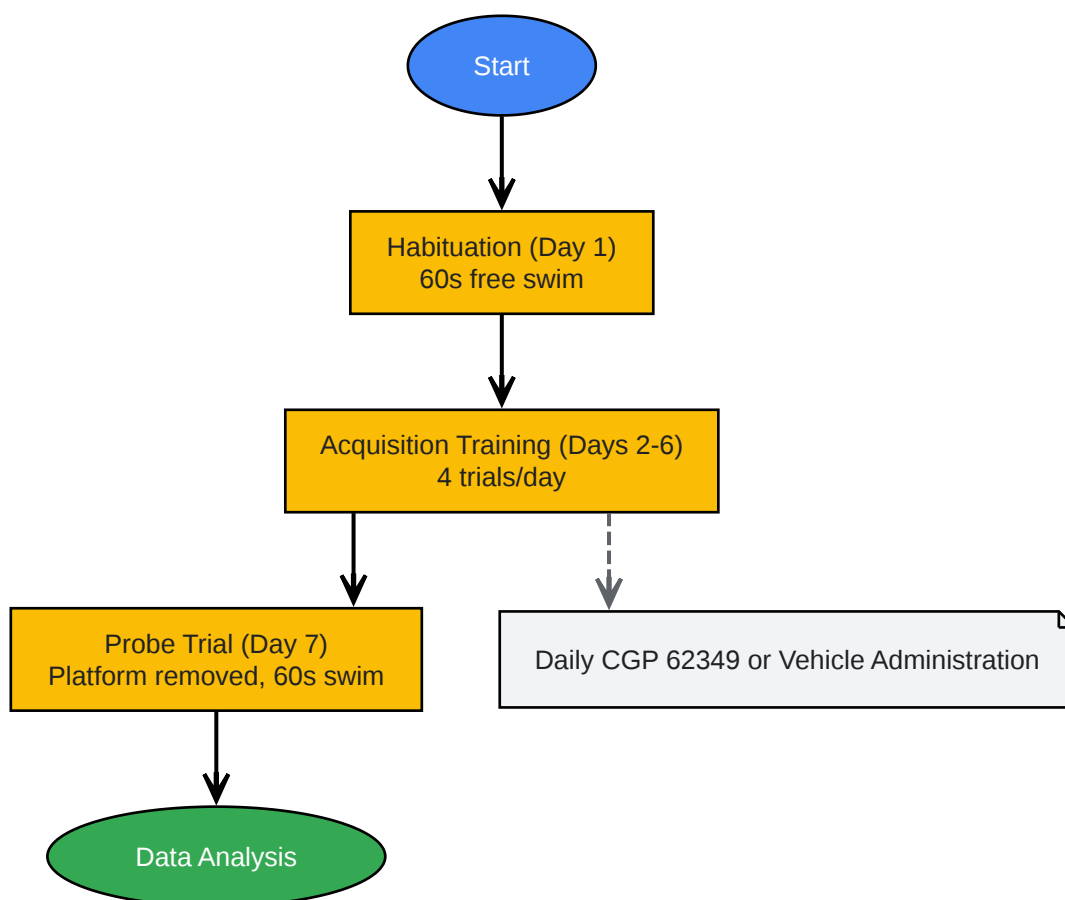 Start
Habituation (Day 1)
60s free swim
Acquisition Training (Days 2-6)
4 trials/day
Probe Trial (Day 7)
Platform removed, 60s swim
Daily CGP 62349 or Vehicle Administration
Data Analysis